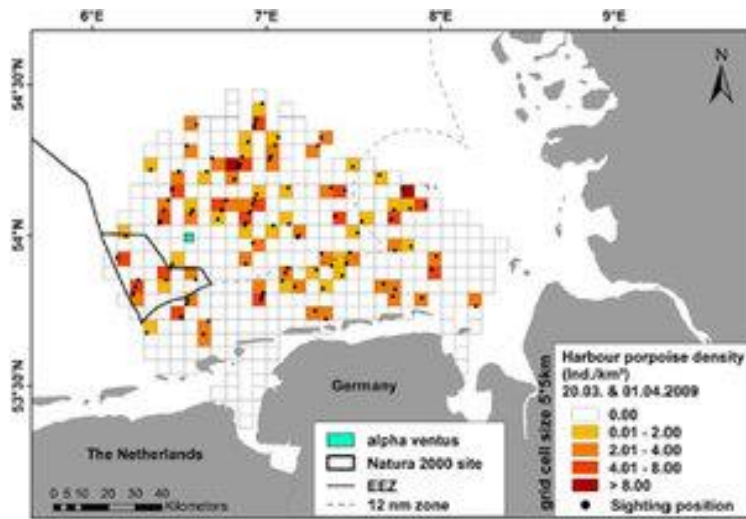 6°E 7°E 8°E 9°E
54°30'N
54°N
53°30'N
N
Germany
The Netherlands
0 5 10 20 30 40
Kilometers
alpha ventus
Natura 2000 site
EEZ
12 nm zone
grid cell size 5*5km
Harbour porpoise density
(Ind./km²)
20.03. & 01.04.2009
0.00
0.01 - 2.00
2.01 - 4.00
4.01 - 8.00
> 8.00
Sighting position